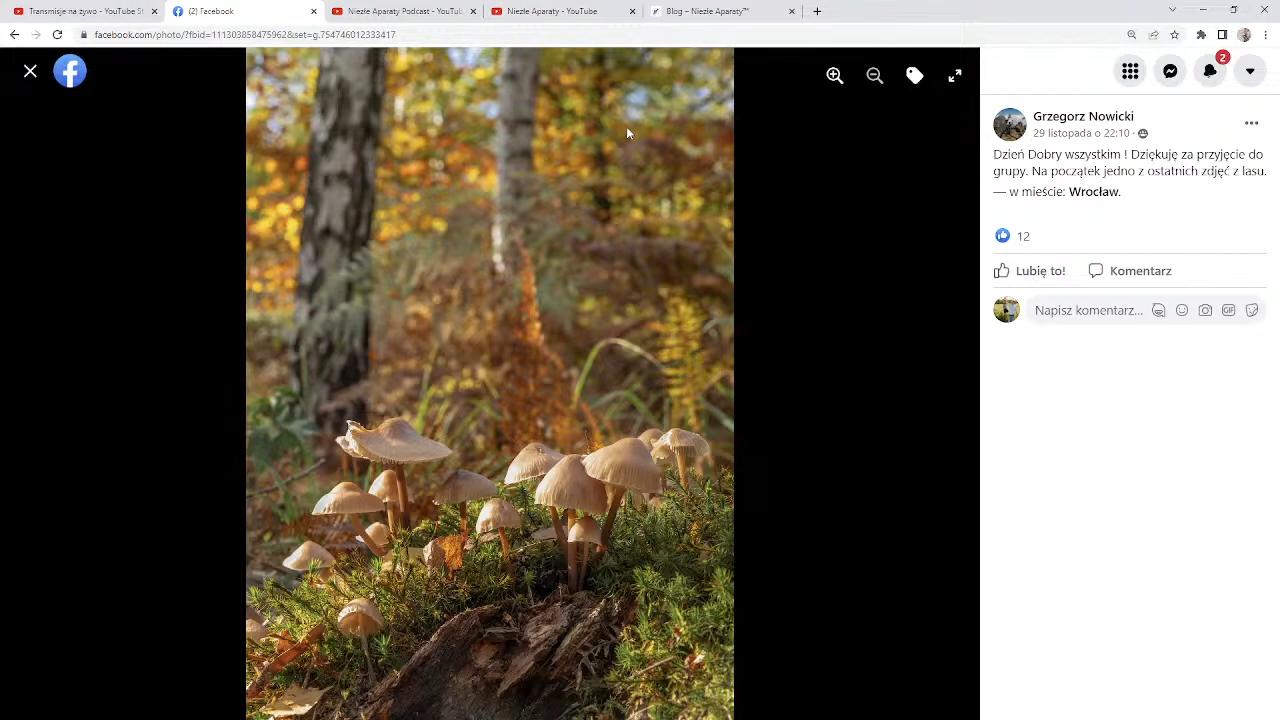 Transmisje na żywo - YouTube St
(2) Facebook
Niezłe Aparaty Podcast - YouTub
Niezłe Aparaty - YouTube
Blog – Niezłe Aparaty™
facebook.com/photo/?fbid=111303858475962&set=g.754746012333417
2
Grzegorz Nowicki
29 listopada o 22:10 ·
Dzień Dobry wszystkim ! Dziękuję za przyjęcie do
grupy. Na początek jedno z ostatnich zdjęć z lasu.
— w mieście: Wrocław.
12
Lubię to!
Komentarz
Napisz komentarz...
GIF